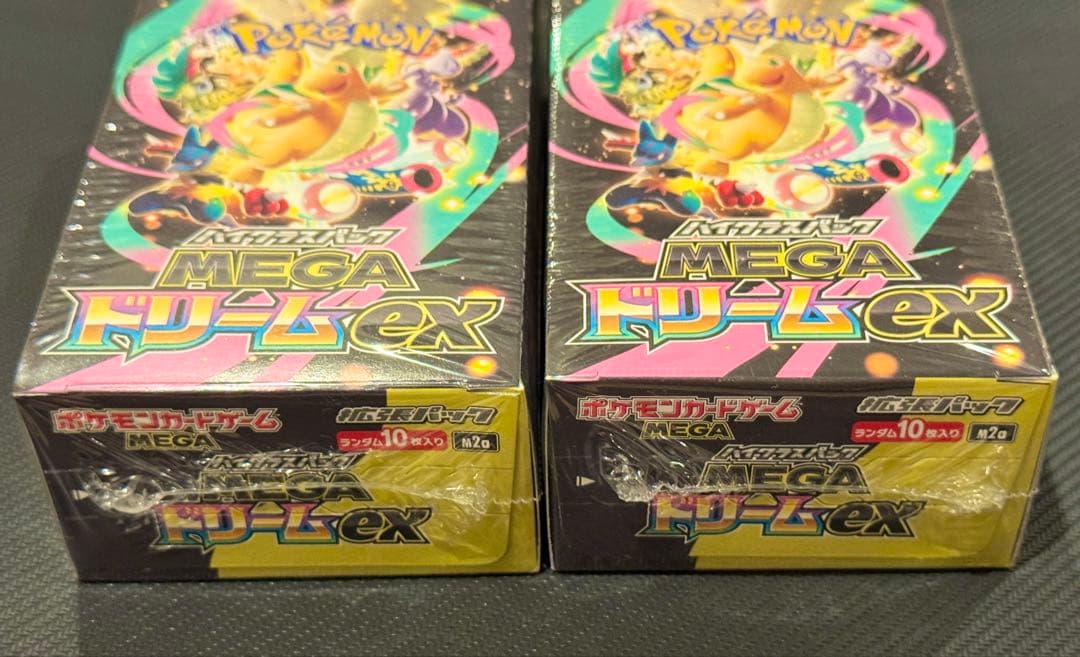 POKÉMON
ハイクラスパック
MEGA
ドリームex
ポケモンカードゲーム
MEGA
拡張パック
ランダム10枚入り
M2a
ハイクラスパック
MEGA
ドリームex
POKÉMON
ハイクラスパック
MEGA
ドリームex
ポケモンカードゲーム
MEGA
拡張パック
ランダム10枚入り
M2a
ハイクラスパック
MEGA
ドリームex